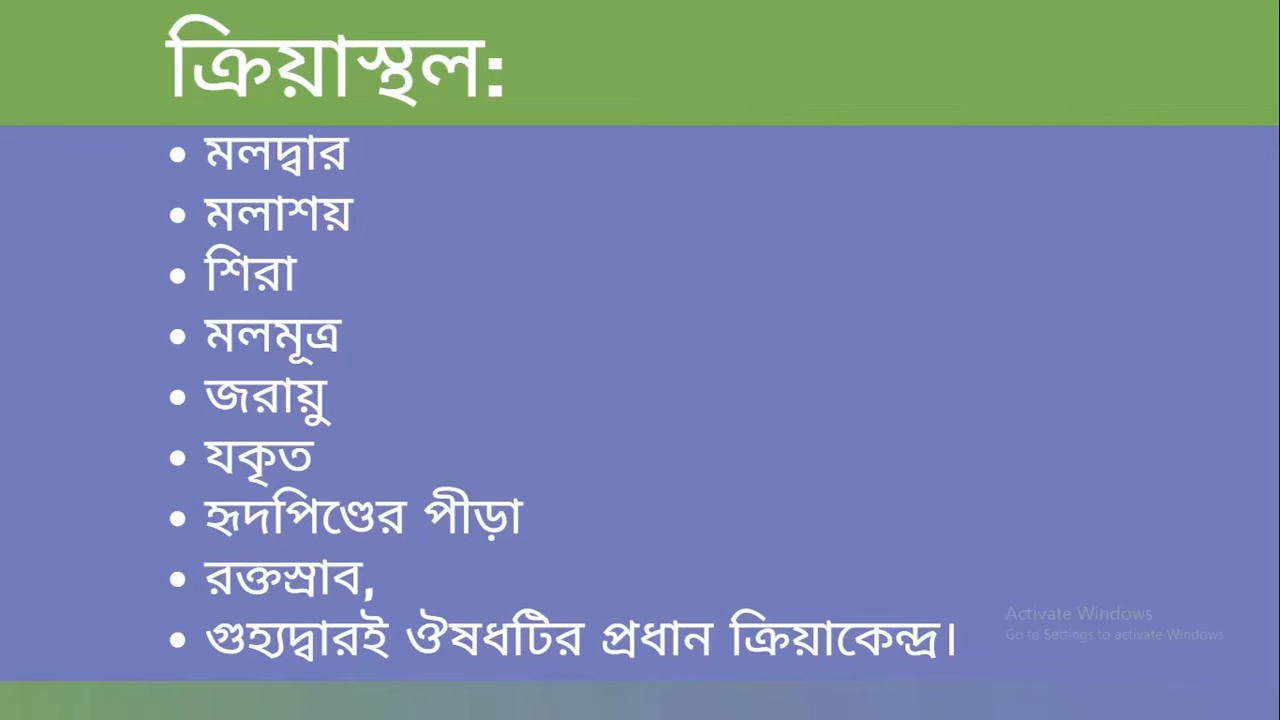 ক্রিয়াস্থল:
• মলদ্বার
• মলাশয়
• শিরা
• মলমূত্র
• জরায়ু
• যকৃত
• হৃদপিণ্ডের পীড়া
• রক্তস্রাব,
• গুহ্যদ্বারই ঔষধটির প্রধান ক্রিয়াকেন্দ্র।
Activate Windows
Go to Settings to activate Windows.